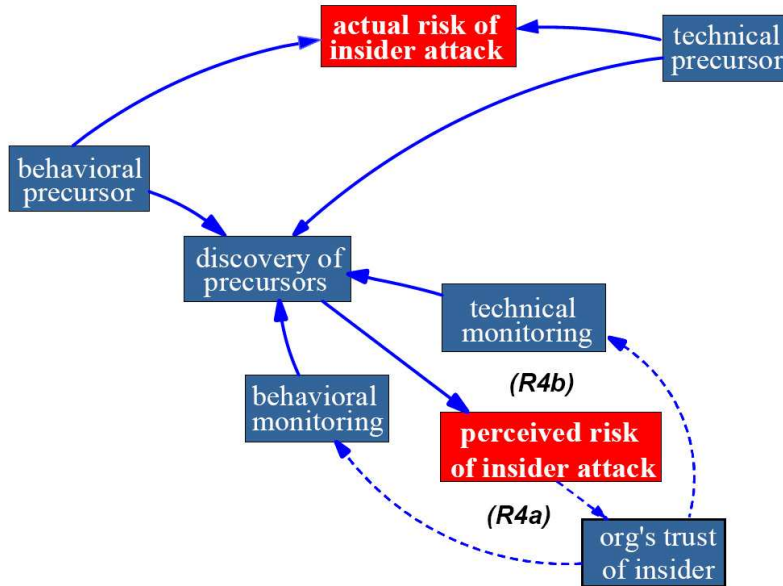 actual risk of
insider attack
technical
precursor
behavioral
precursor
discovery of
precursors
technical
monitoring
behavioral
monitoring
(R4b)
perceived risk
of insider attack
(R4a)
org's trust
of insider